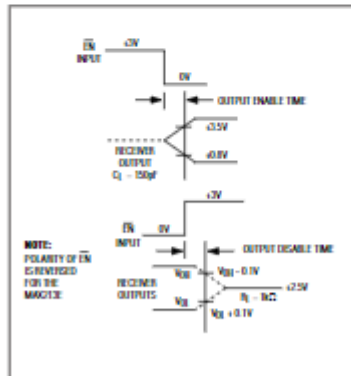 +3V
EN
INPUT
0V
OUTPUT ENABLE TIME
+3.5V
RECEIVER
OUTPUT
CL = 150pF
+0.8V
+3V
EN
INPUT
0V
OUTPUT DISABLE TIME
NOTE:
POLARITY OF EN
IS REVERSED
FOR THE
MAX213E
VOH
VOH - 0.1V
RECEIVER
OUTPUTS
+2.5V
RL = 1kΩ
VOL
VOL + 0.1V